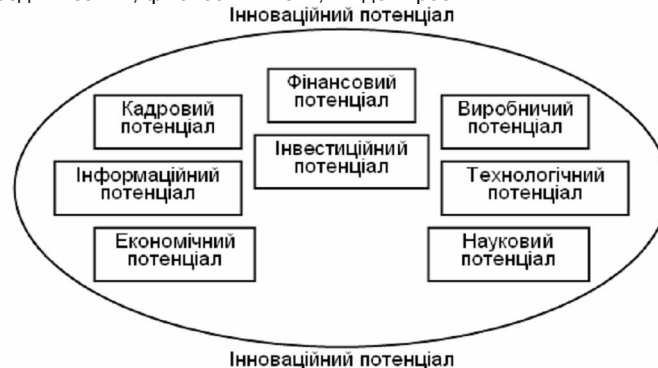 Інноваційний потенціал
Фінансовий
потенціал
Кадровий
потенціал
Виробничий
потенціал
Інвестиційний
потенціал
Інформаційний
потенціал
Технологічний
потенціал
Економічний
потенціал
Науковий
потенціал
Інноваційний потенціал